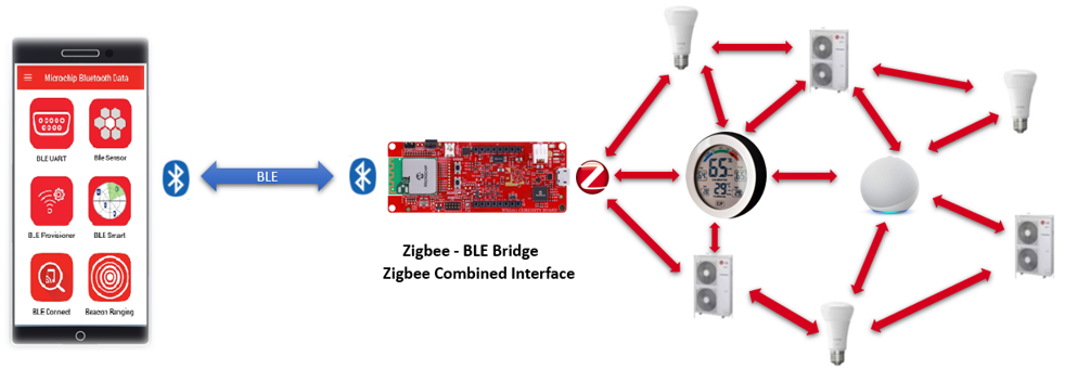 Microchip Bluetooth Data
BLE UART
Ble Sensor
BLE Provisioner
BLE Smart
BLE Connect
Beacon Ranging
BLE
MICROCHIP
Z
Zigbee - BLE Bridge
Zigbee Combined Interface
65
29